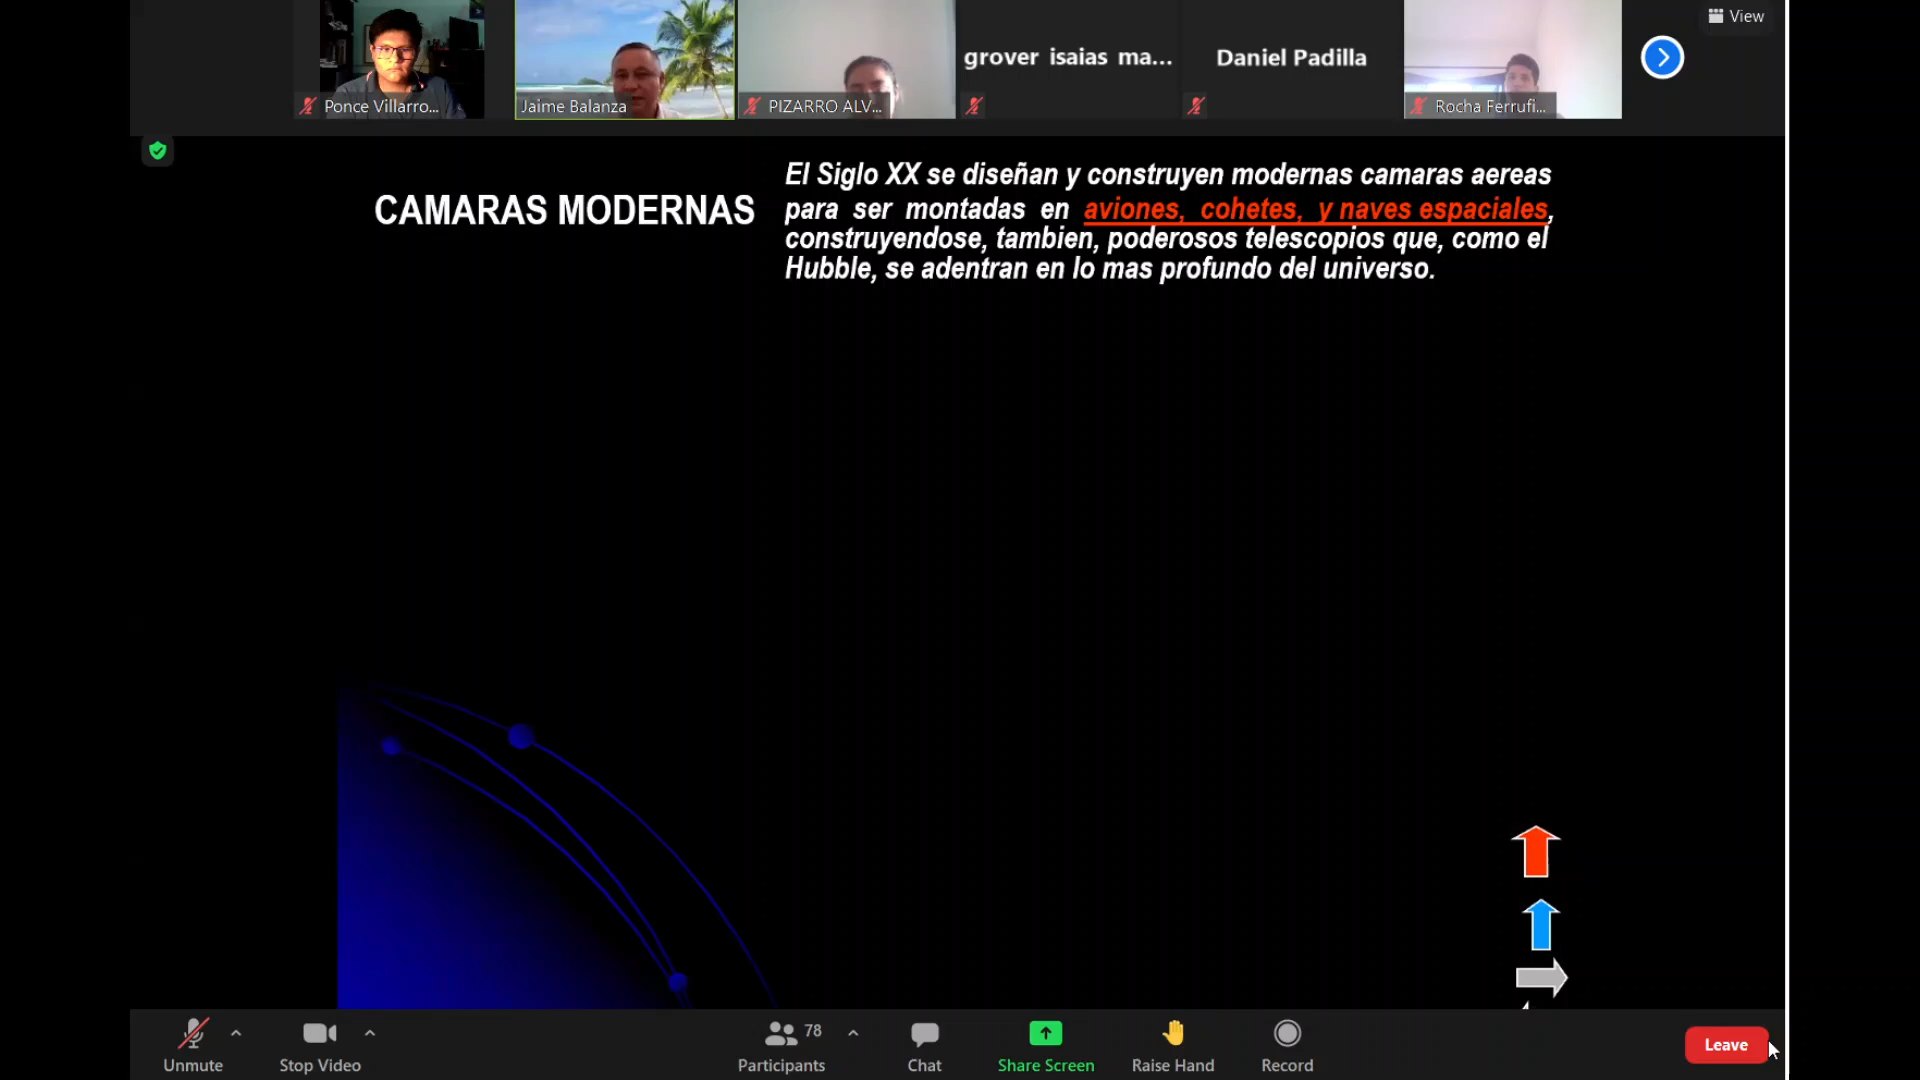 View
Ponce Villarro...
Jaime Balanza
PIZARRO ALV...
grover isaias ma...
Daniel Padilla
Rocha Ferrufi...
CAMARAS MODERNAS
El Siglo XX se diseñan y construyen modernas camaras aereas
para ser montadas en aviones, cohetes, y naves espaciales,
construyendose, tambien, poderosos telescopios que, como el
Hubble, se adentran en lo mas profundo del universo.
Unmute
Stop Video
78
Participants
Chat
Share Screen
Raise Hand
Record
Leave